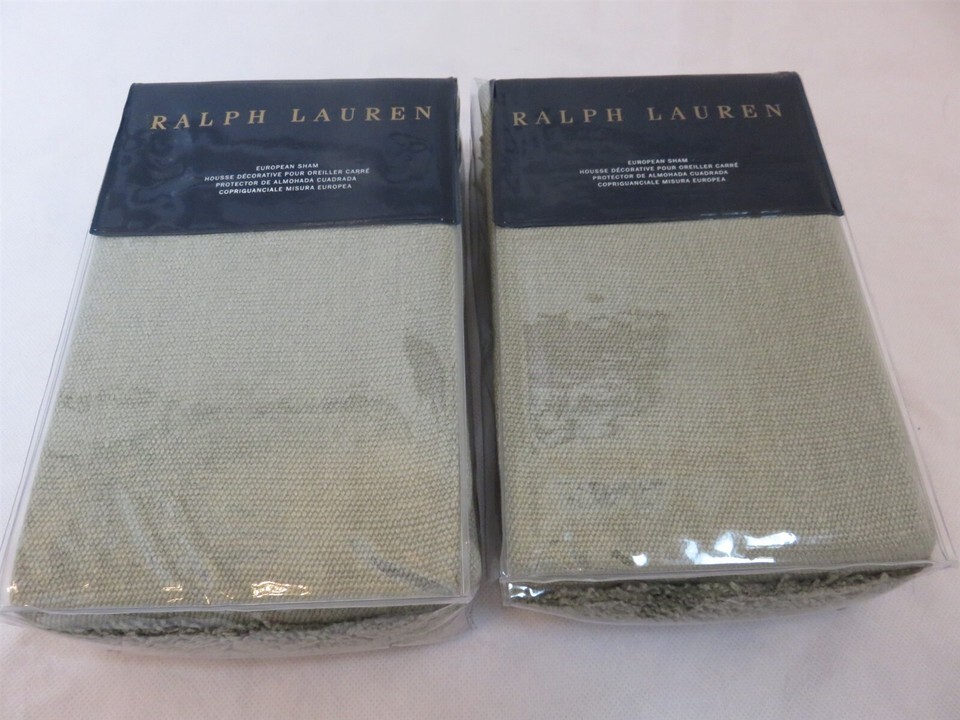 RALPH LAUREN
EUROPEAN SHAM
HOUSSE DÉCORATIVE POUR OREILLER CARRÉ
PROTECTOR DE ALMOHADA CUADRADA
COPRIGUANCIALE MISURA EUROPEA
RALPH LAUREN
EUROPEAN SHAM
HOUSSE DÉCORATIVE POUR OREILLER CARRÉ
PROTECTOR DE ALMOHADA CUADRADA
COPRIGUANCIALE MISURA EUROPEA